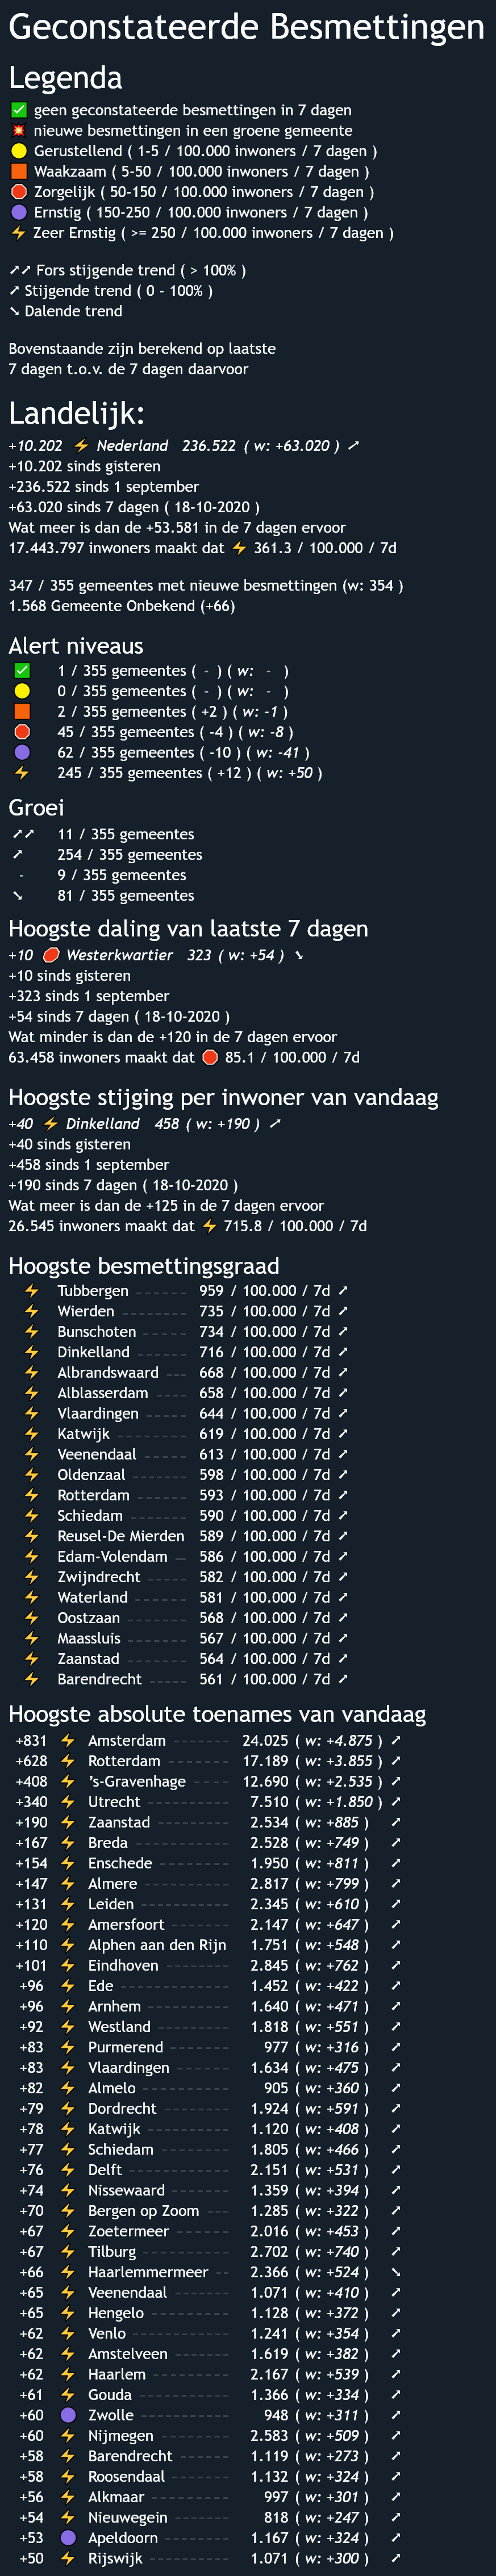 Geconstateerde Besmettingen
Legenda
✅ geen geconstateerde besmettingen in 7 dagen
💥 nieuwe besmettingen in een groene gemeente
🟡 Gerustellend ( 1-5 / 100.000 inwoners / 7 dagen )
🟧 Waakzaam ( 5-50 / 100.000 inwoners / 7 dagen )
🛑 Zorgelijk ( 50-150 / 100.000 inwoners / 7 dagen )
🟣 Ernstig ( 150-250 / 100.000 inwoners / 7 dagen )
⚡ Zeer Ernstig ( >= 250 / 100.000 inwoners / 7 dagen )
➚➚ Fors stijgende trend ( > 100% )
➚ Stijgende trend ( 0 - 100% )
➘ Dalende trend
Bovenstaande zijn berekend op laatste
7 dagen t.o.v. de 7 dagen daarvoor
Landelijk:
+10.202 ⚡ Nederland 236.522 ( w: +63.020 ) ➚
+10.202 sinds gisteren
+236.522 sinds 1 september
+63.020 sinds 7 dagen ( 18-10-2020 )
Wat meer is dan de +53.581 in de 7 dagen ervoor
17.443.797 inwoners maakt dat ⚡ 361.3 / 100.000 / 7d
347 / 355 gemeentes met nieuwe besmettingen (w: 354 )
1.568 Gemeente Onbekend (+66)
Alert niveaus
✅ 1 / 355 gemeentes ( - ) ( w: - )
🟡 0 / 355 gemeentes ( - ) ( w: - )
🟧 2 / 355 gemeentes ( +2 ) ( w: -1 )
🛑 45 / 355 gemeentes ( -4 ) ( w: -8 )
🟣 62 / 355 gemeentes ( -10 ) ( w: -41 )
⚡ 245 / 355 gemeentes ( +12 ) ( w: +50 )
Groei
➚➚ 11 / 355 gemeentes
➚ 254 / 355 gemeentes
- 9 / 355 gemeentes
➘ 81 / 355 gemeentes
Hoogste daling van laatste 7 dagen
+10 🛑 Westerkwartier 323 ( w: +54 ) ➘
+10 sinds gisteren
+323 sinds 1 september
+54 sinds 7 dagen ( 18-10-2020 )
Wat minder is dan de +120 in de 7 dagen ervoor
63.458 inwoners maakt dat 🛑 85.1 / 100.000 / 7d
Hoogste stijging per inwoner van vandaag
+40 ⚡ Dinkelland 458 ( w: +190 ) ➚
+40 sinds gisteren
+458 sinds 1 september
+190 sinds 7 dagen ( 18-10-2020 )
Wat meer is dan de +125 in de 7 dagen ervoor
26.545 inwoners maakt dat ⚡ 715.8 / 100.000 / 7d
Hoogste besmettingsgraad
⚡ Tubbergen ------ 959 / 100.000 / 7d ➚
⚡ Wierden -------- 735 / 100.000 / 7d ➚
⚡ Bunschoten ----- 734 / 100.000 / 7d ➚
⚡ Dinkelland ------ 716 / 100.000 / 7d ➚
⚡ Albrandswaard --- 668 / 100.000 / 7d ➚
⚡ Alblasserdam ---- 658 / 100.000 / 7d ➚
⚡ Vlaardingen ----- 644 / 100.000 / 7d ➚
⚡ Katwijk -------- 619 / 100.000 / 7d ➚
⚡ Veenendaal ----- 613 / 100.000 / 7d ➚
⚡ Oldenzaal ------ 598 / 100.000 / 7d ➚
⚡ Rotterdam ------ 593 / 100.000 / 7d ➚
⚡ Schiedam ------- 590 / 100.000 / 7d ➚
⚡ Reusel-De Mierden 589 / 100.000 / 7d ➚
⚡ Edam-Volendam -- 586 / 100.000 / 7d ➚
⚡ Zwijndrecht ----- 582 / 100.000 / 7d ➚
⚡ Waterland ------ 581 / 100.000 / 7d ➚
⚡ Oostzaan ------- 568 / 100.000 / 7d ➚
⚡ Maassluis ------- 567 / 100.000 / 7d ➚
⚡ Zaanstad ------- 564 / 100.000 / 7d ➚
⚡ Barendrecht ----- 561 / 100.000 / 7d ➚
Hoogste absolute toenames van vandaag
+831 ⚡ Amsterdam ------- 24.025 ( w: +4.875 ) ➚
+628 ⚡ Rotterdam ------- 17.189 ( w: +3.855 ) ➚
+408 ⚡ 's-Gravenhage ---- 12.690 ( w: +2.535 ) ➚
+340 ⚡ Utrecht --------- 7.510 ( w: +1.850 ) ➚
+190 ⚡ Zaanstad -------- 2.534 ( w: +885 ) ➚
+167 ⚡ Breda ---------- 2.528 ( w: +749 ) ➚
+154 ⚡ Enschede -------- 1.950 ( w: +811 ) ➚
+147 ⚡ Almere --------- 2.817 ( w: +799 ) ➚
+131 ⚡ Leiden ---------- 2.345 ( w: +610 ) ➚
+120 ⚡ Amersfoort ------ 2.147 ( w: +647 ) ➚
+110 ⚡ Alphen aan den Rijn 1.751 ( w: +548 ) ➚
+101 ⚡ Eindhoven ------- 2.845 ( w: +762 ) ➚
+96 ⚡ Ede ------------ 1.452 ( w: +422 ) ➚
+96 ⚡ Arnhem --------- 1.640 ( w: +471 ) ➚
+92 ⚡ Westland -------- 1.818 ( w: +551 ) ➚
+83 ⚡ Purmerend ------- 977 ( w: +316 ) ➚
+83 ⚡ Vlaardingen ------ 1.634 ( w: +475 ) ➚
+82 ⚡ Almelo --------- 905 ( w: +360 ) ➚
+79 ⚡ Dordrecht ------- 1.924 ( w: +591 ) ➚
+78 ⚡ Katwijk --------- 1.120 ( w: +408 ) ➚
+77 ⚡ Schiedam -------- 1.805 ( w: +466 ) ➚
+76 ⚡ Delft ----------- 2.151 ( w: +531 ) ➚
+74 ⚡ Nissewaard ------ 1.359 ( w: +394 ) ➚
+70 ⚡ Bergen op Zoom --- 1.285 ( w: +322 ) ➚
+67 ⚡ Zoetermeer ------ 2.016 ( w: +453 ) ➚
+67 ⚡ Tilburg ---------- 2.702 ( w: +740 ) ➚
+66 ⚡ Haarlemmermeer -- 2.366 ( w: +524 ) ➘
+65 ⚡ Veenendaal ------ 1.071 ( w: +410 ) ➚
+65 ⚡ Hengelo --------- 1.128 ( w: +372 ) ➚
+62 ⚡ Venlo ----------- 1.241 ( w: +354 ) ➚
+62 ⚡ Amstelveen ------ 1.619 ( w: +382 ) ➚
+62 ⚡ Haarlem --------- 2.167 ( w: +539 ) ➚
+61 ⚡ Gouda ---------- 1.366 ( w: +334 ) ➚
+60 🟣 Zwolle ---------- 948 ( w: +311 ) ➚
+60 ⚡ Nijmegen -------- 2.583 ( w: +509 ) ➚
+58 ⚡ Barendrecht ------ 1.119 ( w: +273 ) ➚
+58 ⚡ Roosendaal ------ 1.132 ( w: +324 ) ➚
+56 ⚡ Alkmaar --------- 997 ( w: +301 ) ➚
+54 ⚡ Nieuwegein ------ 818 ( w: +247 ) ➚
+53 🟣 Apeldoorn ------- 1.167 ( w: +324 ) ➚
+50 ⚡ Rijswijk --------- 1.071 ( w: +300 ) ➚